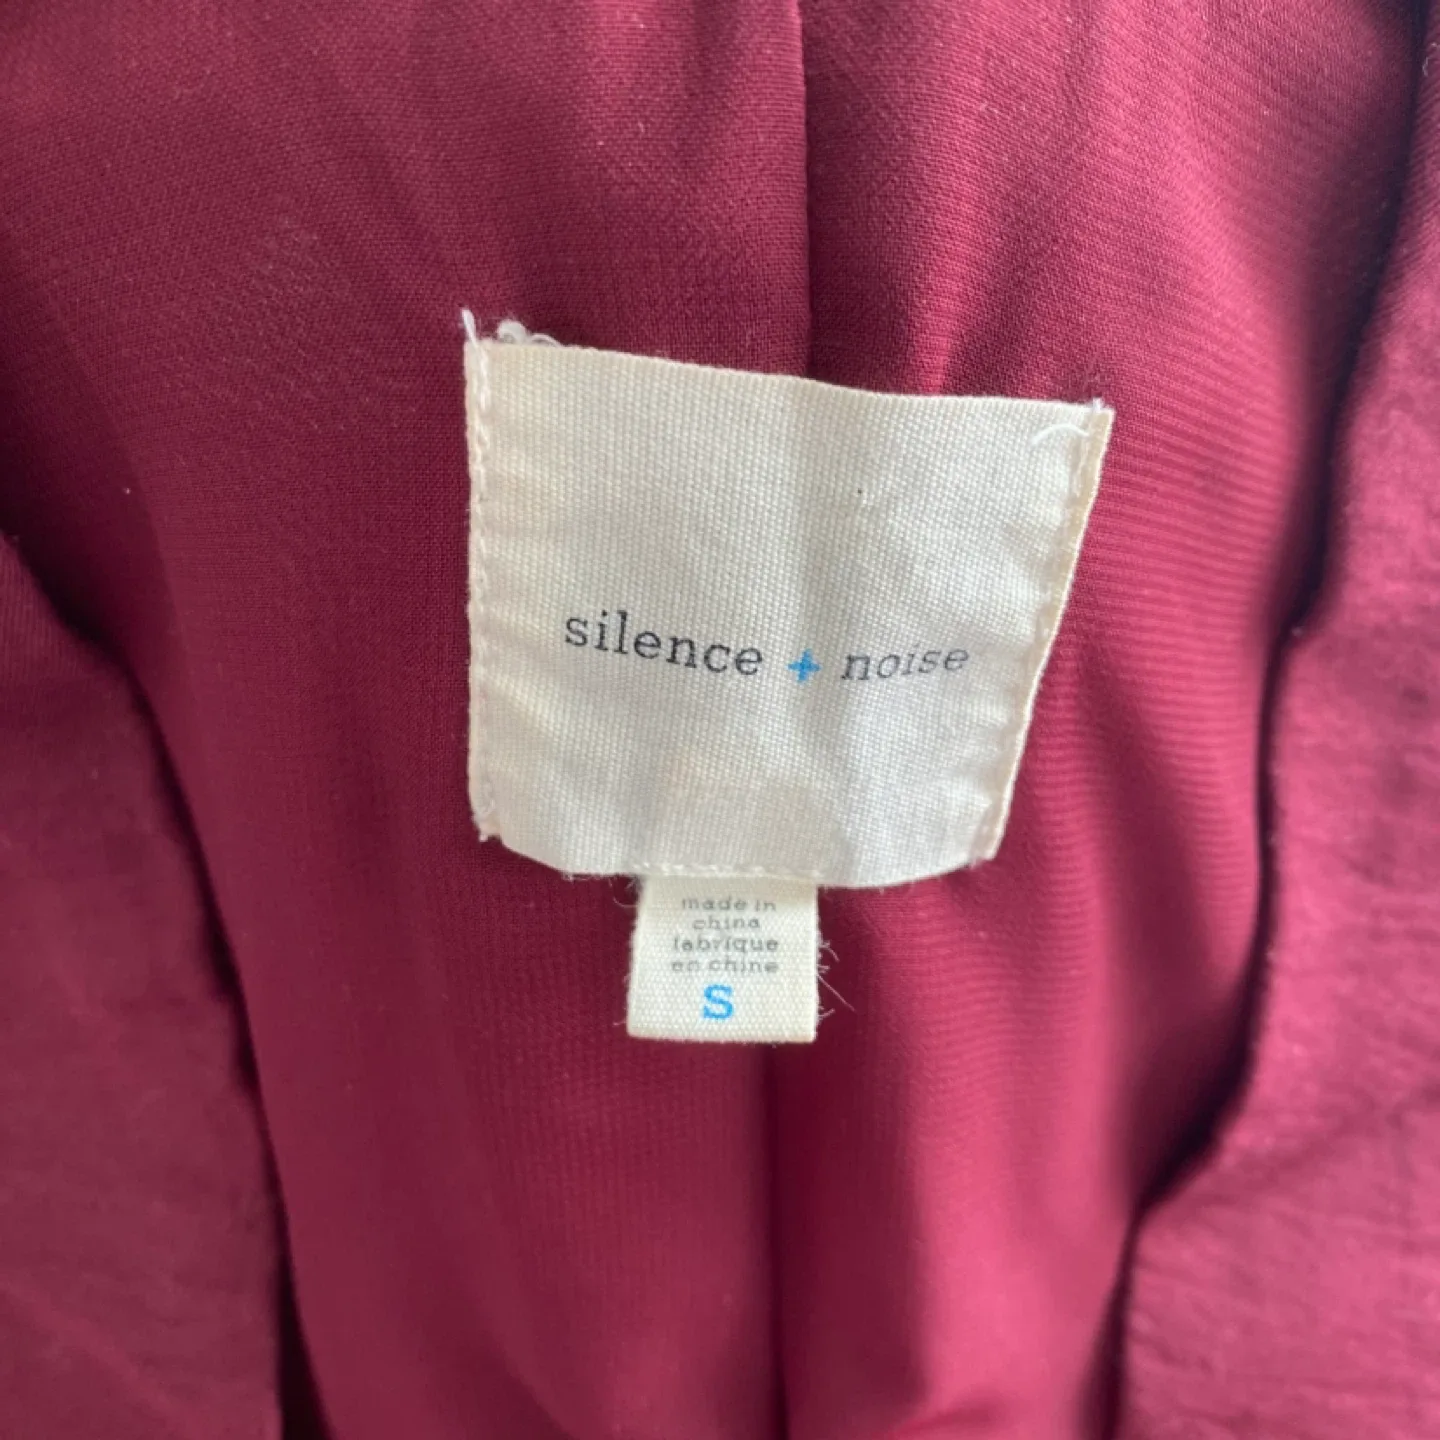 silence + noise
made in
china
fabrique
en chine
S